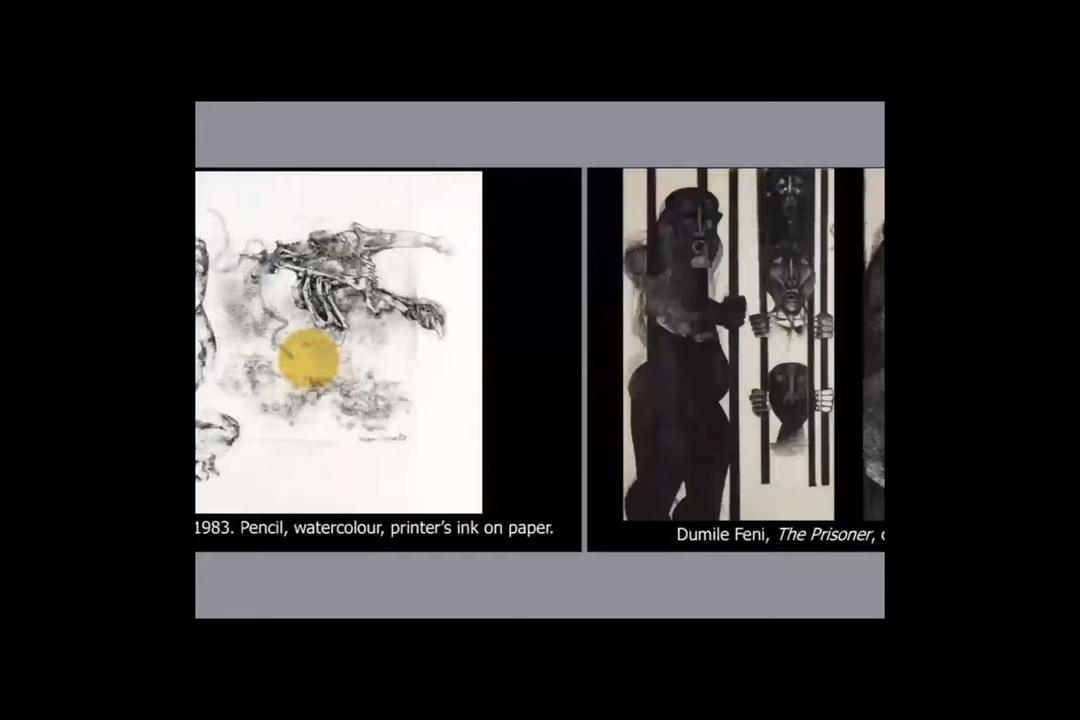 1983. Pencil, watercolour, printer's ink on paper.
Dumile Feni, The Prisoner,